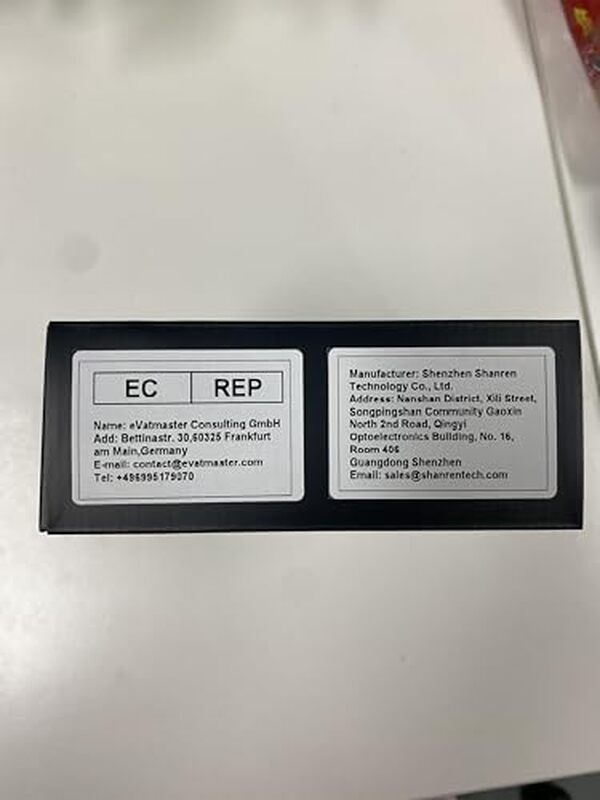 EC REP
Name: eVatmaster Consulting GmbH
Add: Bettinastr. 30,60325 Frankfurt
am Main,Germany
E-mail: contact@evatmaster.com
Tel: +496995179070
Manufacturer: Shenzhen Shanren
Technology Co., Ltd.
Address: Nanshan District, Xili Street,
Songpingshan Community Gaoxin
North 2nd Road, Qingyi
Optoelectronics Building, No. 16,
Room 406
Guangdong Shenzhen
Email: sales@shanrentech.com